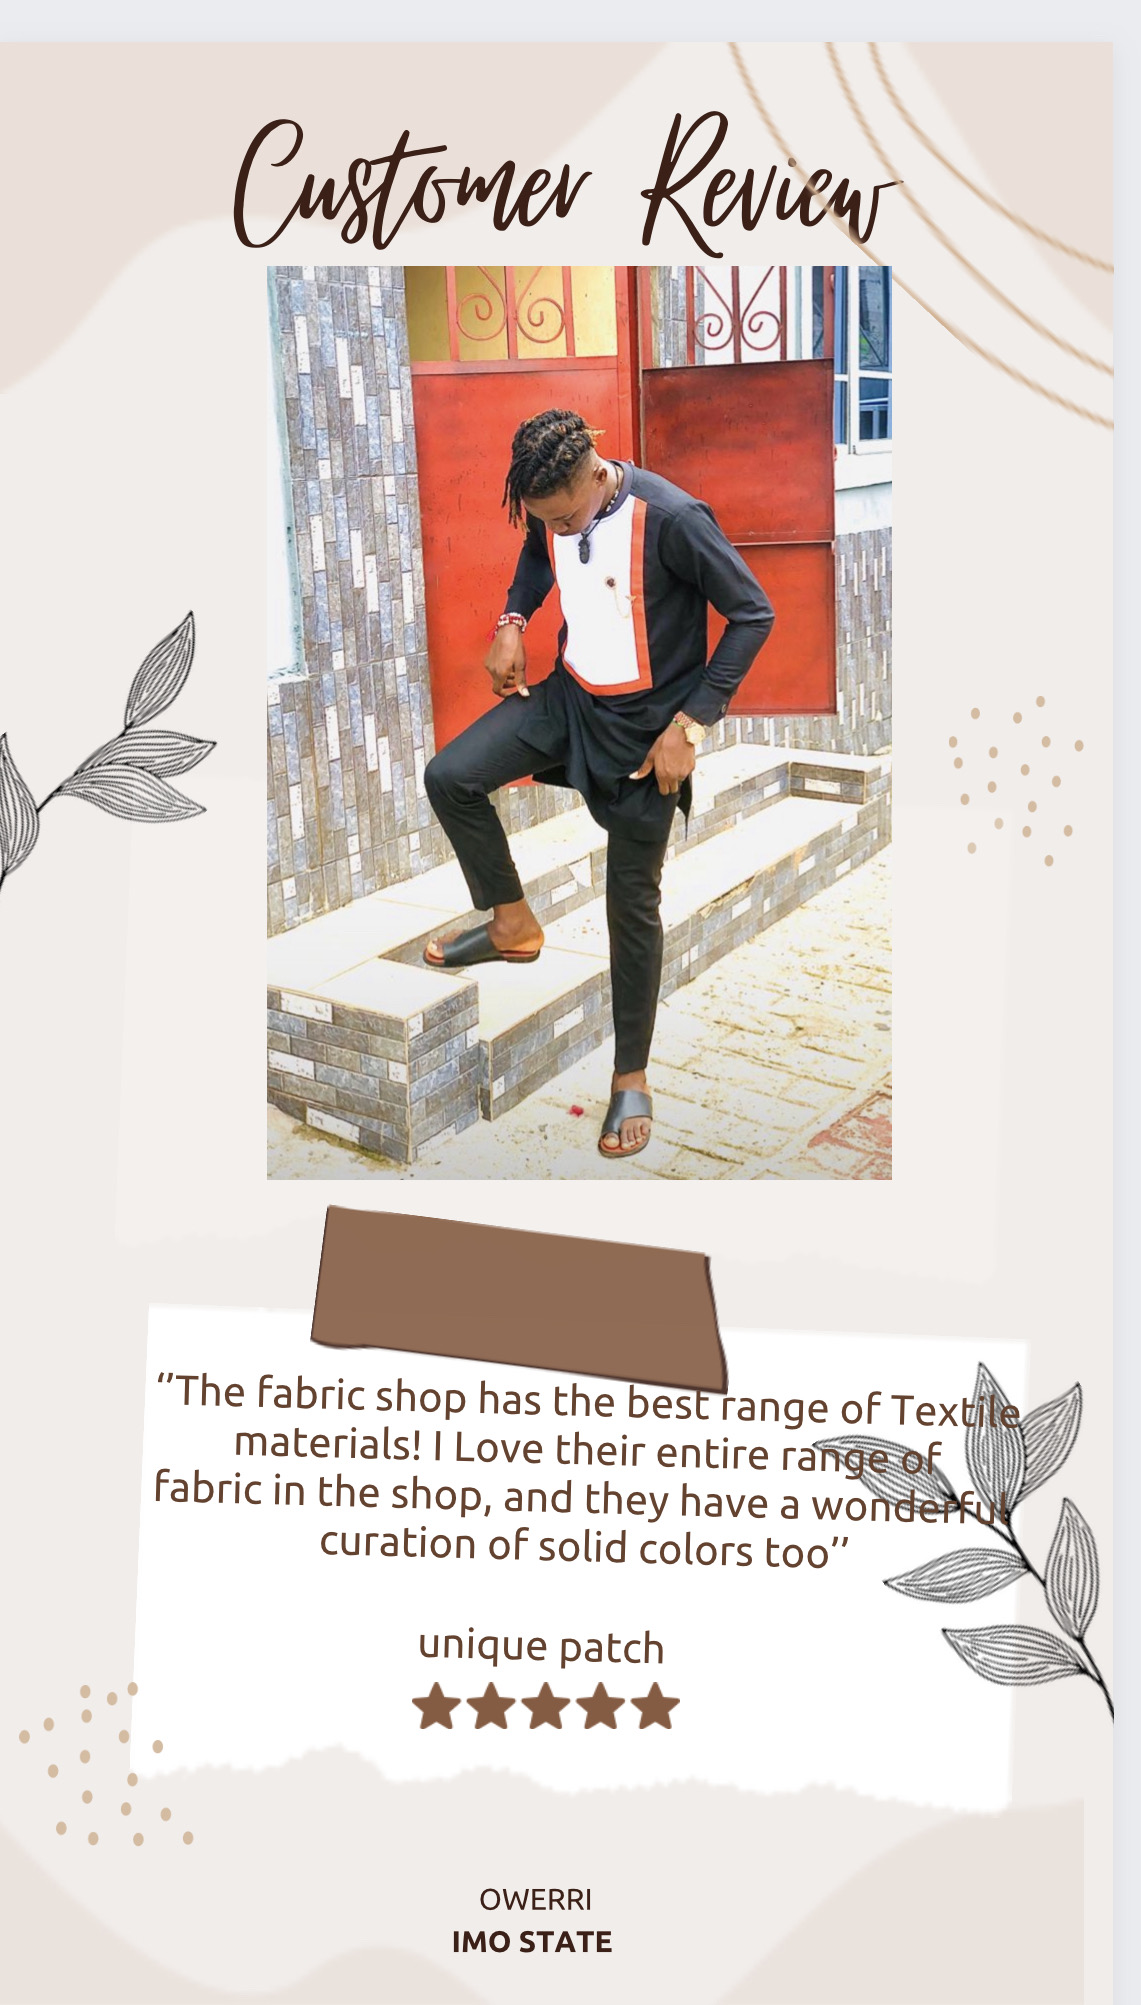 Customer Review
‘’The fabric shop has the best range of Textile
materials! I Love their entire range of
fabric in the shop, and they have a wonderful
curation of solid colors too’’
unique patch
OWERRI
IMO STATE